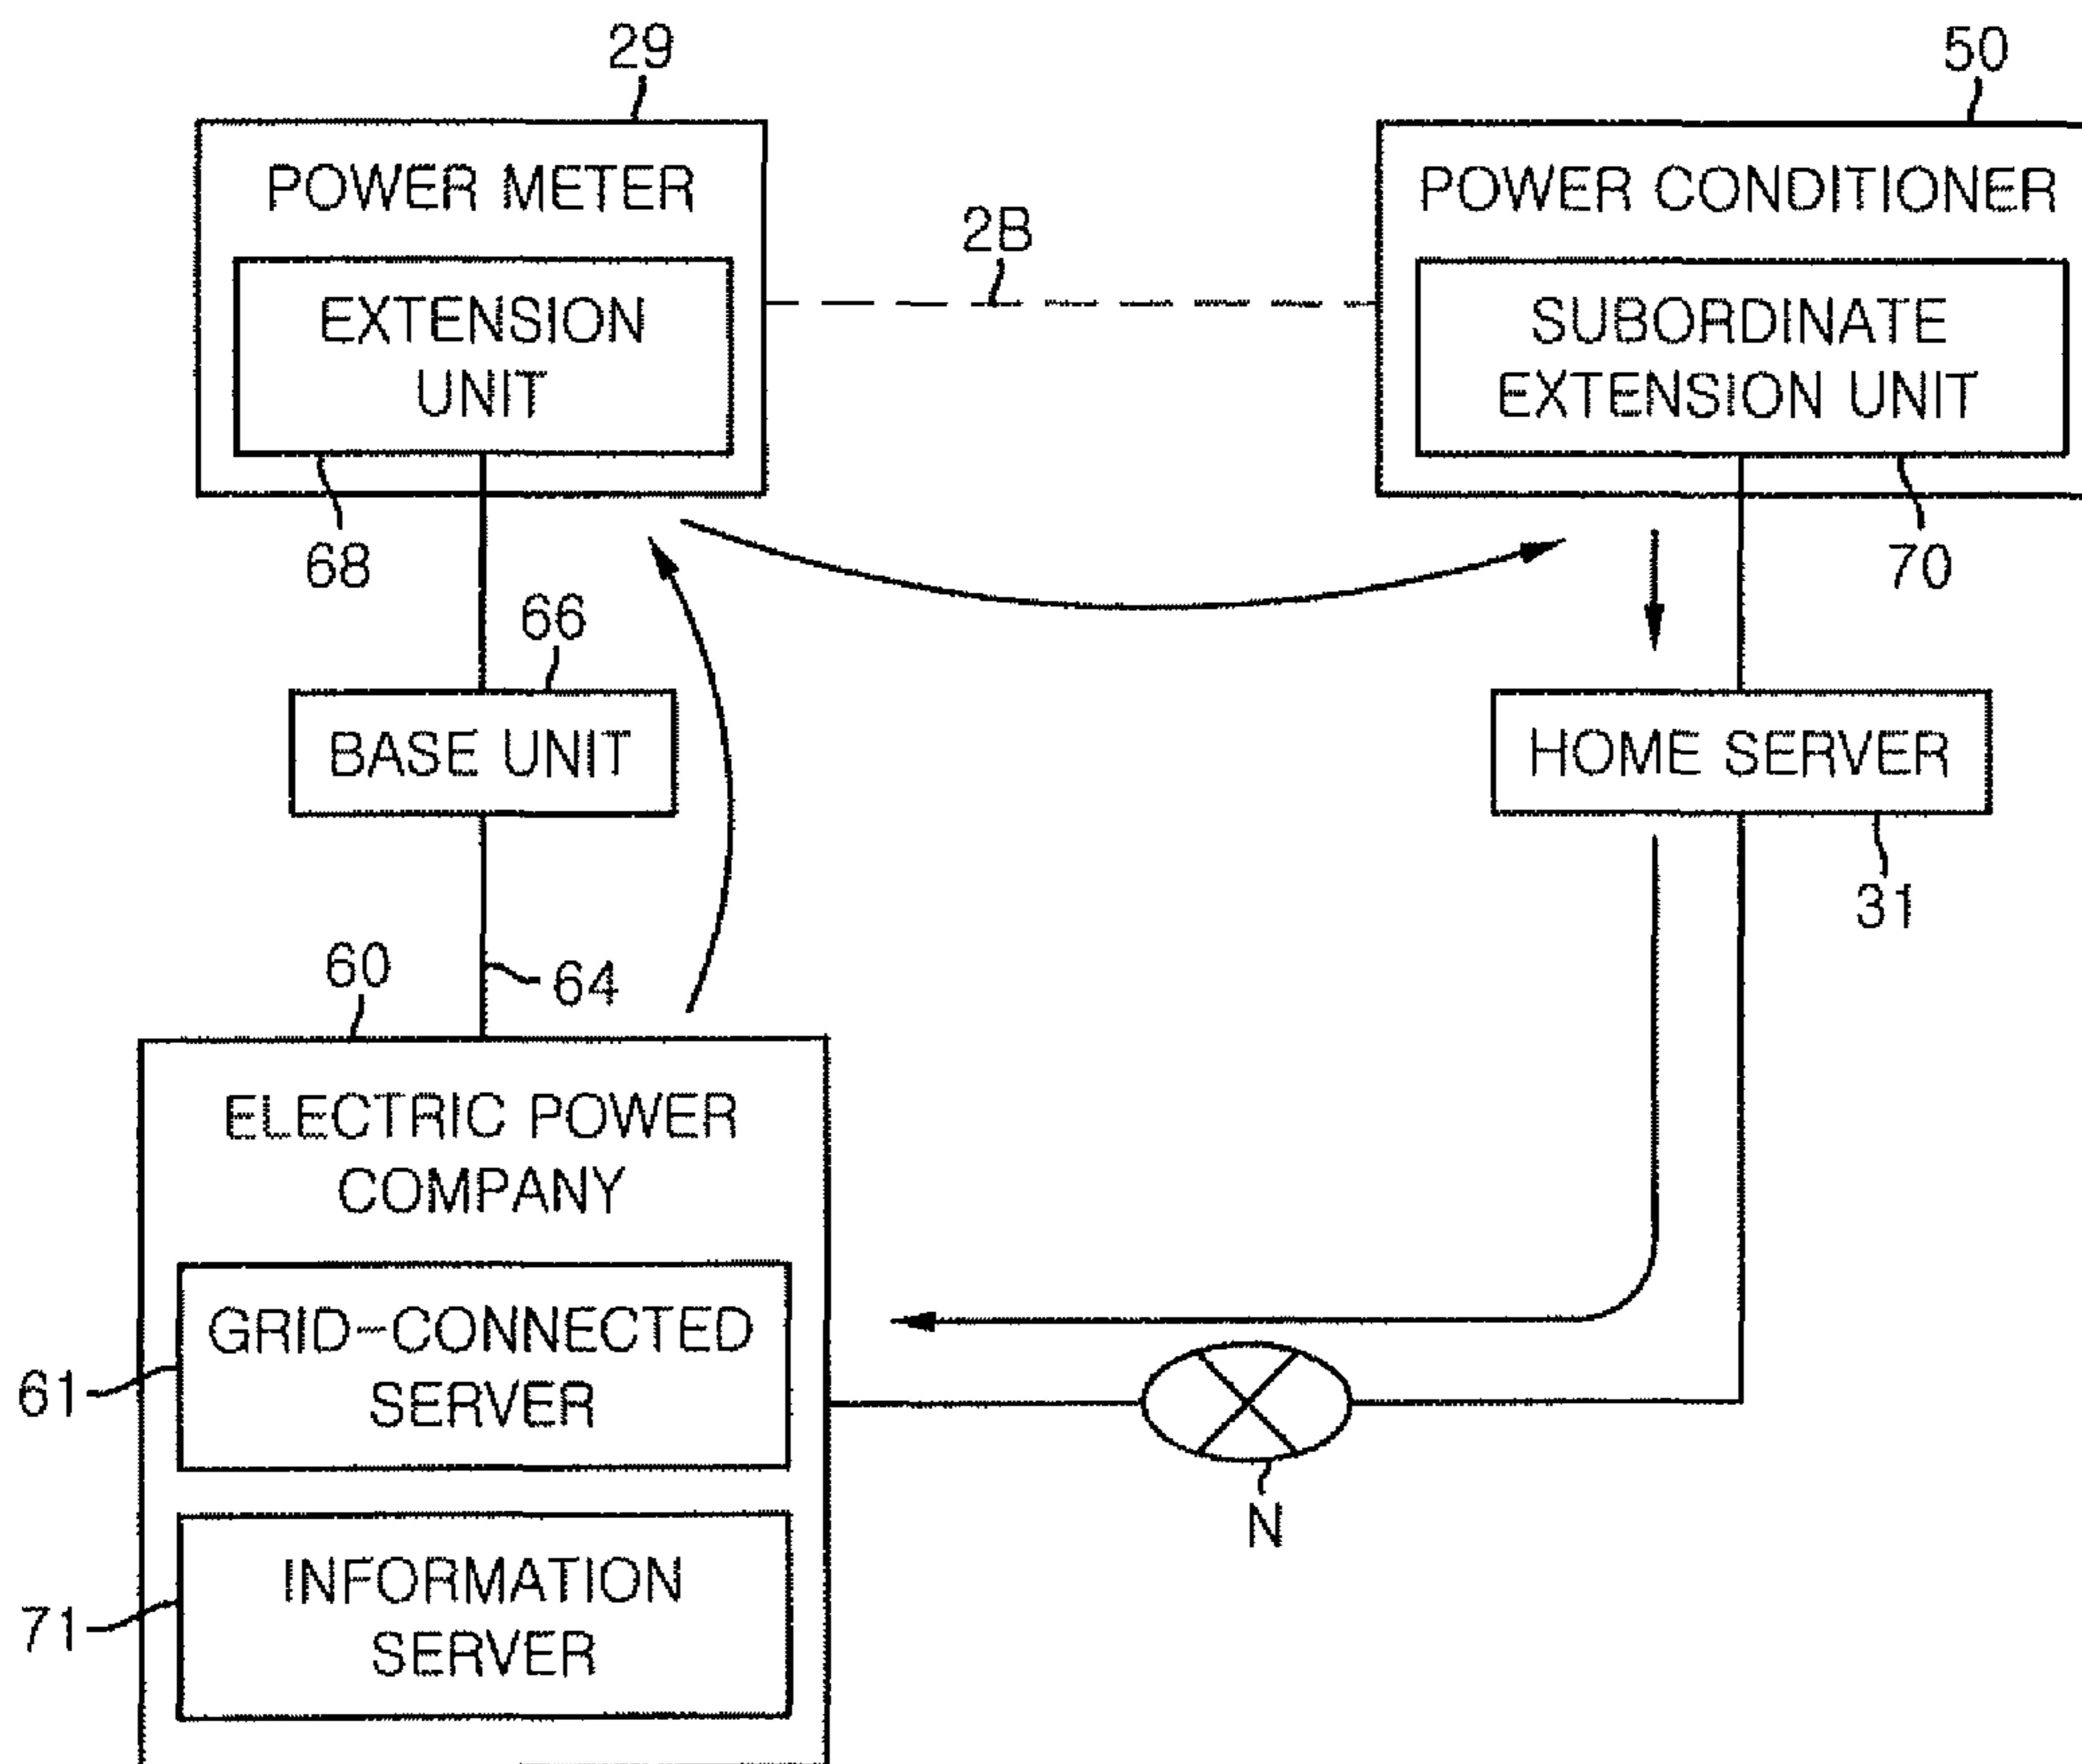 29
50
POWER METER
POWER CONDITIONER
2B
EXTENSION
UNIT
SUBORDINATE
EXTENSION UNIT
68
70
66
BASE UNIT
HOME SERVER
31
60
64
ELECTRIC POWER
COMPANY
GRID-CONNECTED
SERVER
61
N
INFORMATION
SERVER
71